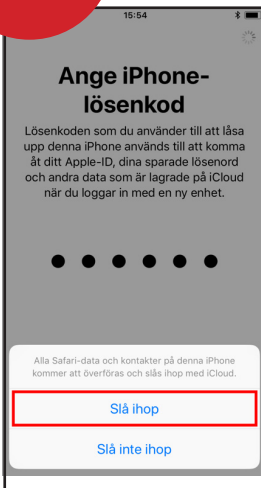 15:54
Ange iPhone-
lösenkod
Lösenkoden som du använder till att låsa
upp denna iPhone används till att komma
åt ditt Apple-ID, dina sparade lösenord
och andra data som är lagrade på iCloud
när du loggar in med en ny enhet.
Alla Safari-data och kontakter på denna iPhone
kommer att överföras och slås ihop med iCloud.
Slå ihop
Slå inte ihop